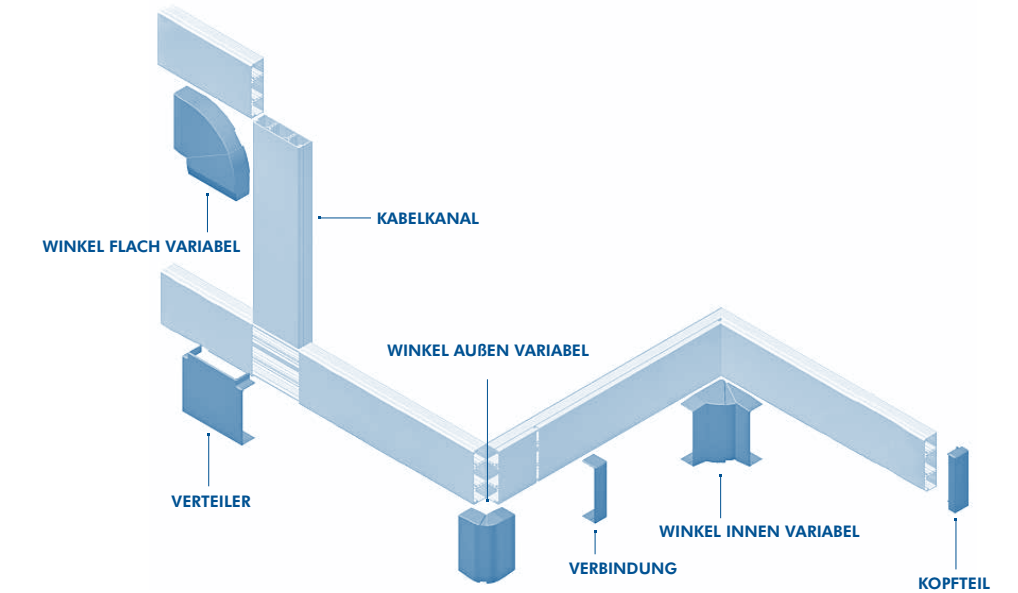 KABELKANAL
WINKEL FLACH VARIABEL
WINKEL AUßEN VARIABEL
VERTEILER
WINKEL INNEN VARIABEL
VERBINDUNG
KOPFTEIL